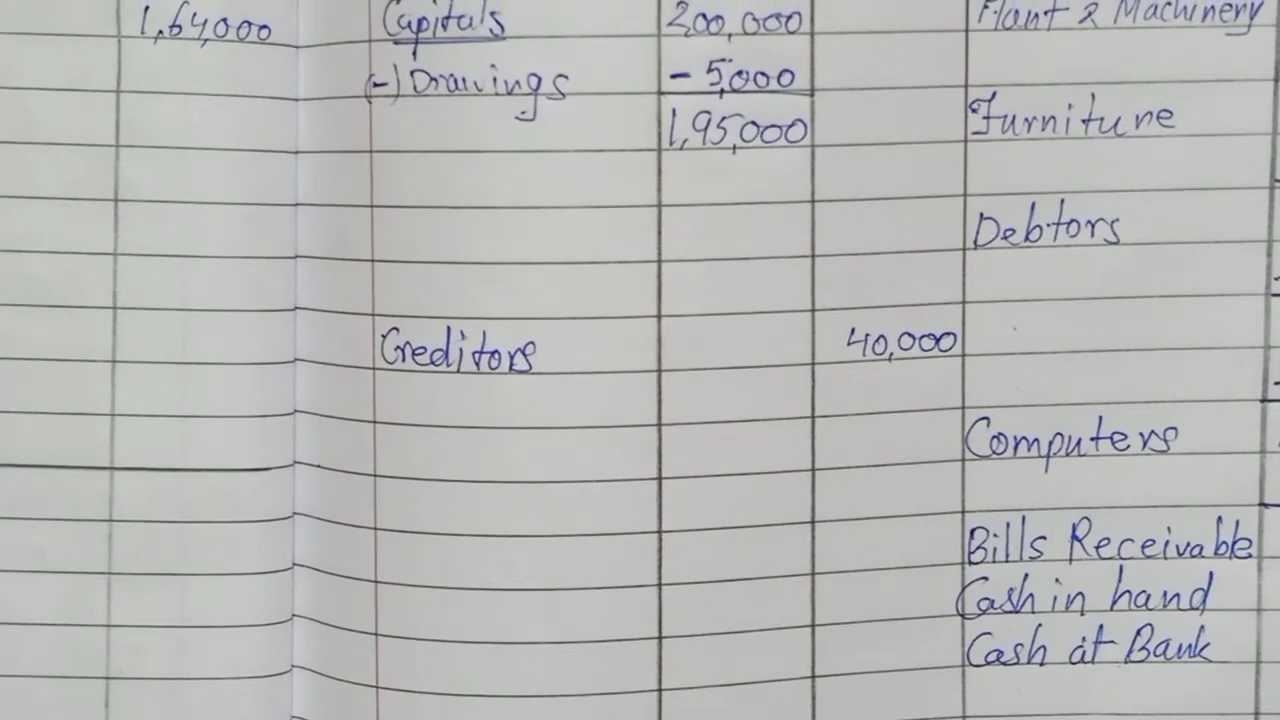 1,64,000 Capitals 200,000 Plant & Machinery
(-) Drawings - 5,000
1,95,000 Furniture
Debtors
Creditors 40,000
Computers
Bills Receivable
Cash in hand
Cash at Bank